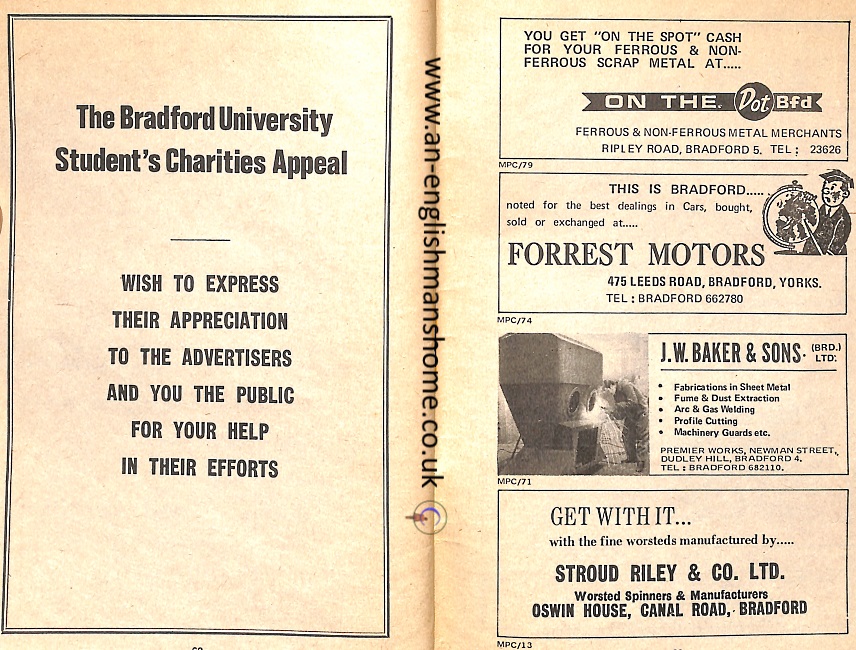 The Bradford University
Student's Charities Appeal
WISH TO EXPRESS
THEIR APPRECIATION
TO THE ADVERTISERS
AND YOU THE PUBLIC
FOR YOUR HELP
IN THEIR EFFORTS
www.an-englishmanshome.co.uk
YOU GET "ON THE SPOT" CASH
FOR YOUR FERROUS & NON-
FERROUS SCRAP METAL AT.....
ON THE. Dot Bfd
FERROUS & NON-FERROUS METAL MERCHANTS
RIPLEY ROAD, BRADFORD 5. TEL: 23626
MPC/79
THIS IS BRADFORD.....
noted for the best dealings in Cars, bought,
sold or exchanged at.....
FORREST MOTORS
475 LEEDS ROAD, BRADFORD, YORKS.
TEL : BRADFORD 662780
MPC/74
J.W. BAKER & SONS· (BRD.)
LTD.
• Fabrications in Sheet Metal
• Fume & Dust Extraction
• Arc & Gas Welding
• Profile Cutting
• Machinery Guards etc.
PREMIER WORKS, NEWMAN STREET,
DUDLEY HILL, BRADFORD 4.
TEL : BRADFORD 682110.
MPC/71
GET WITH IT...
with the fine worsteds manufactured by.....
STROUD RILEY & CO. LTD.
Worsted Spinners & Manufacturers
OSWIN HOUSE, CANAL ROAD, BRADFORD
MPC/13